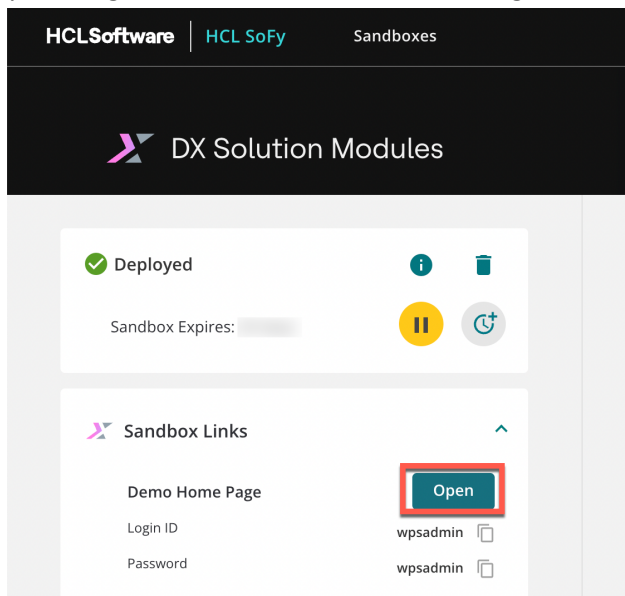 HCLSoftware HCL SoFy Sandboxes
DX Solution Modules
Deployed
Sandbox Expires:
Sandbox Links
Demo Home Page Open
Login ID wpsadmin
Password wpsadmin